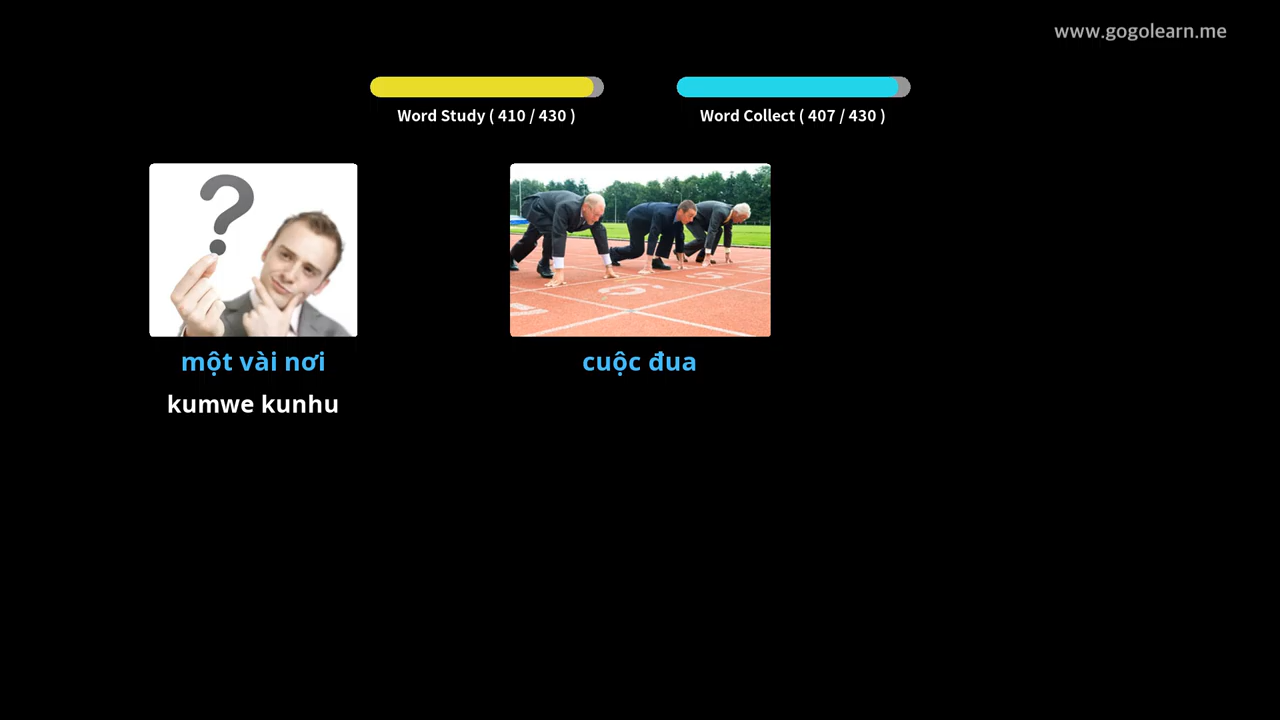 www.gogolearn.me
Word Study ( 410 / 430 )
Word Collect ( 407 / 430 )
một vài nơi
cuộc đua
kumwe kunhu